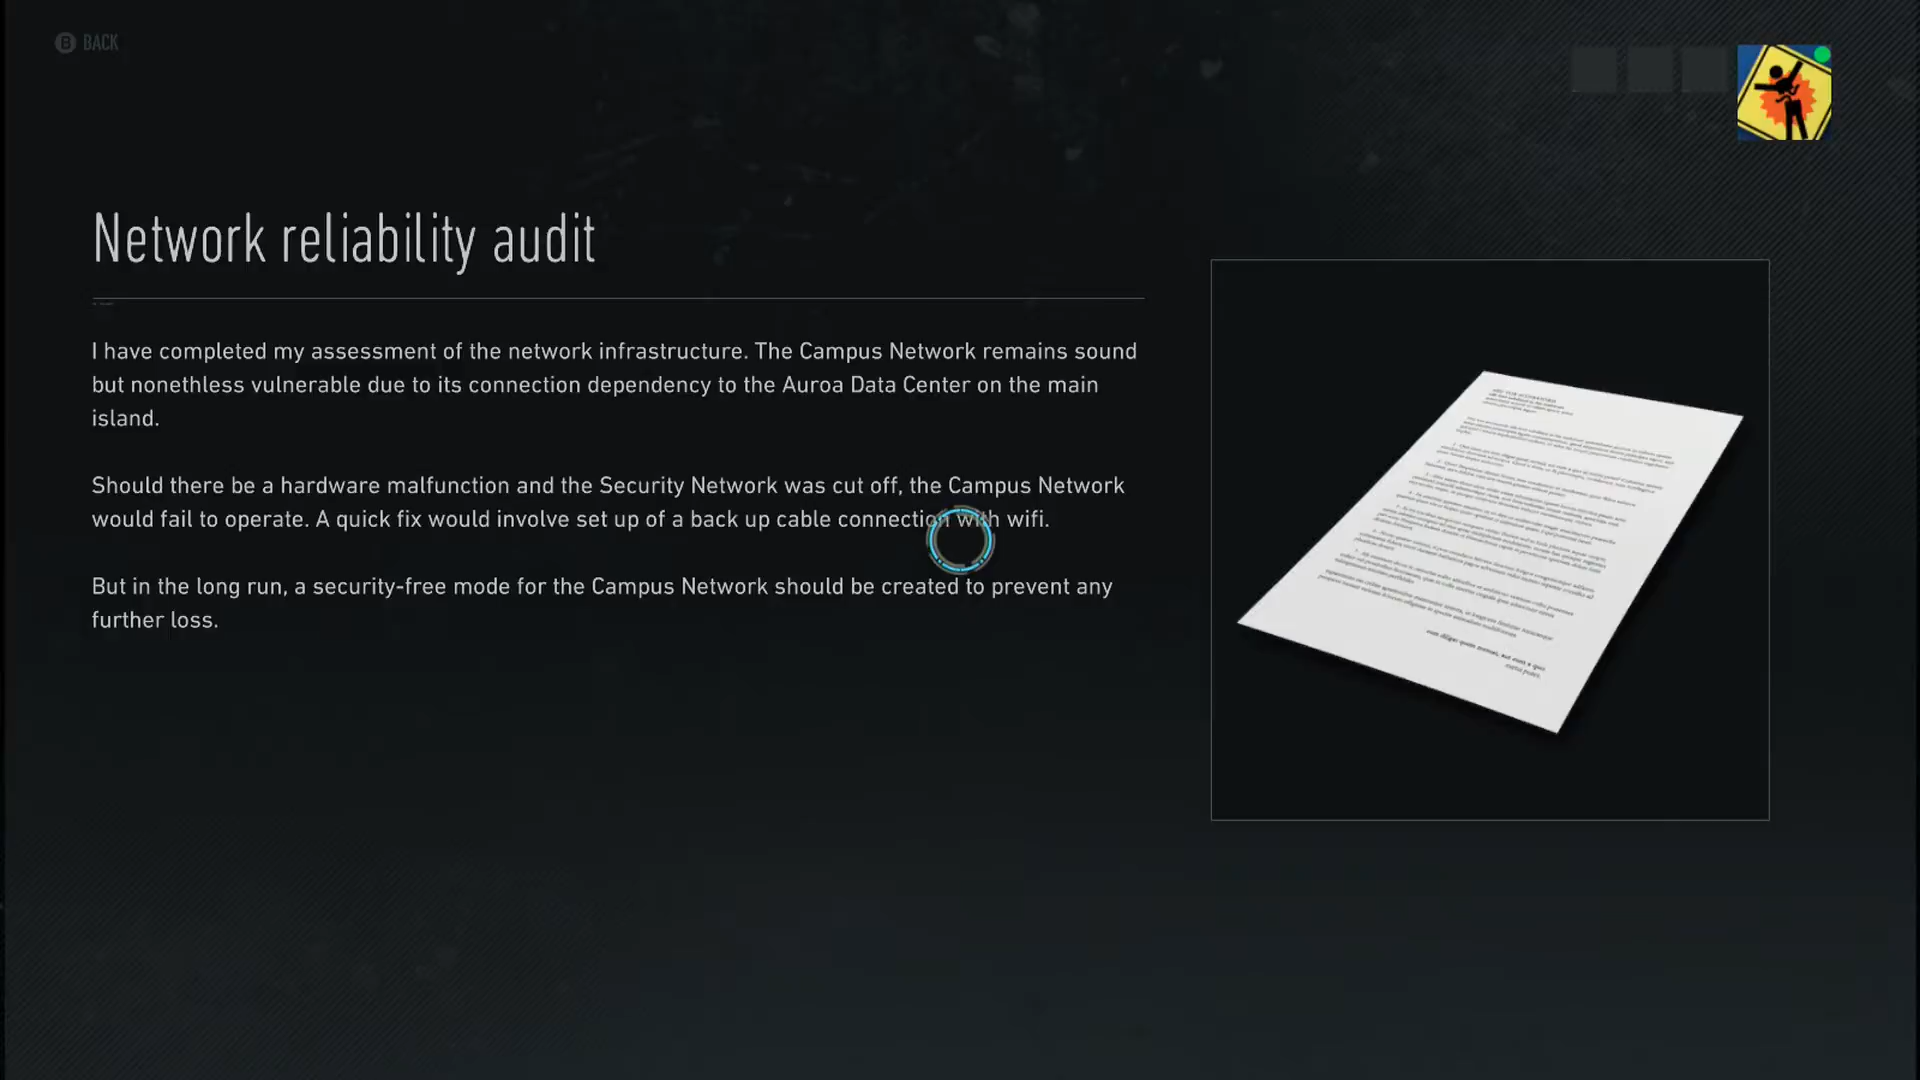 B BACK
Network reliability audit
I have completed my assessment of the network infrastructure. The Campus Network remains sound
but nonethless vulnerable due to its connection dependency to the Auroa Data Center on the main
island.
Should there be a hardware malfunction and the Security Network was cut off, the Campus Network
would fail to operate. A quick fix would involve set up of a back up cable connection with wifi.
But in the long run, a security-free mode for the Campus Network should be created to prevent any
further loss.